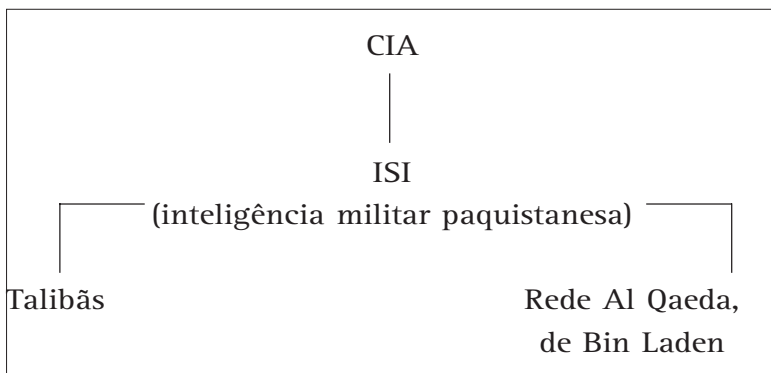 CIA
ISI
(inteligência militar paquistanesa)
Talibãs
Rede Al Qaeda,
de Bin Laden